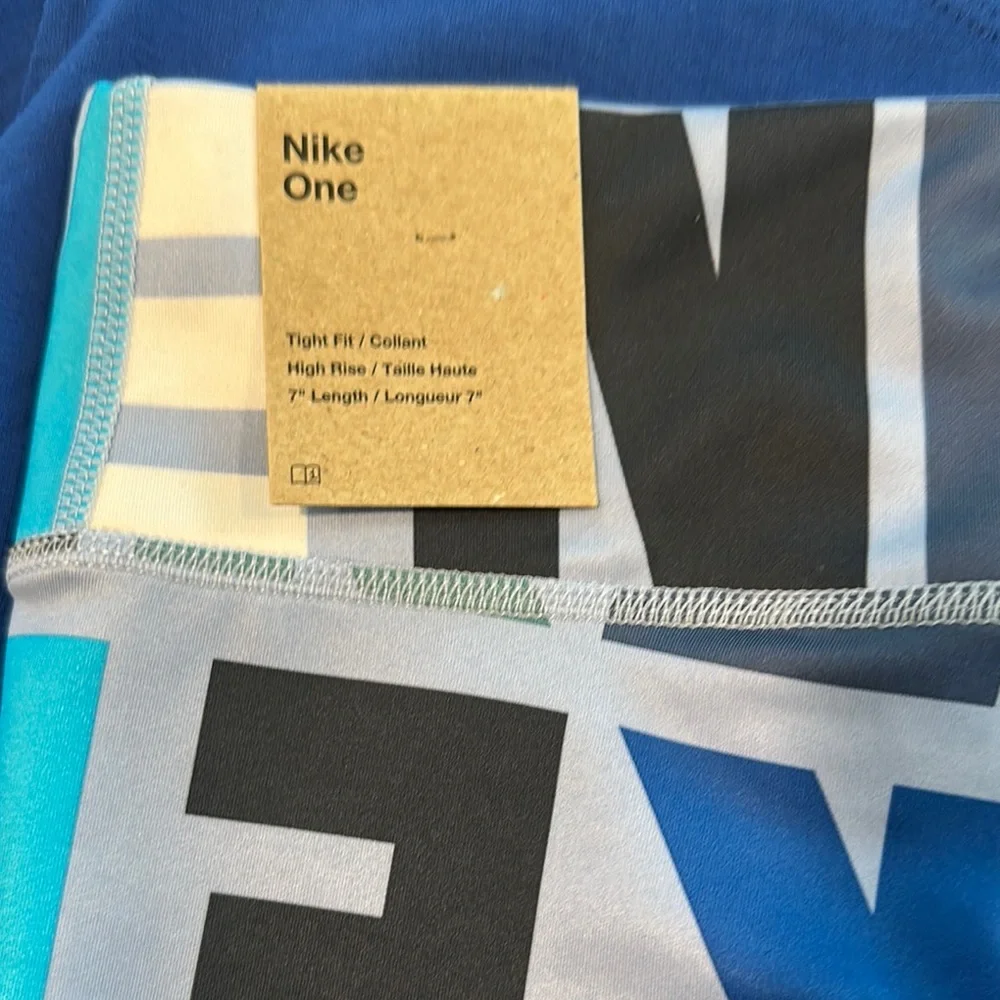 Nike
One
Tight Fit / Collant
High Rise / Taille Haute
7" Length / Longueur 7"